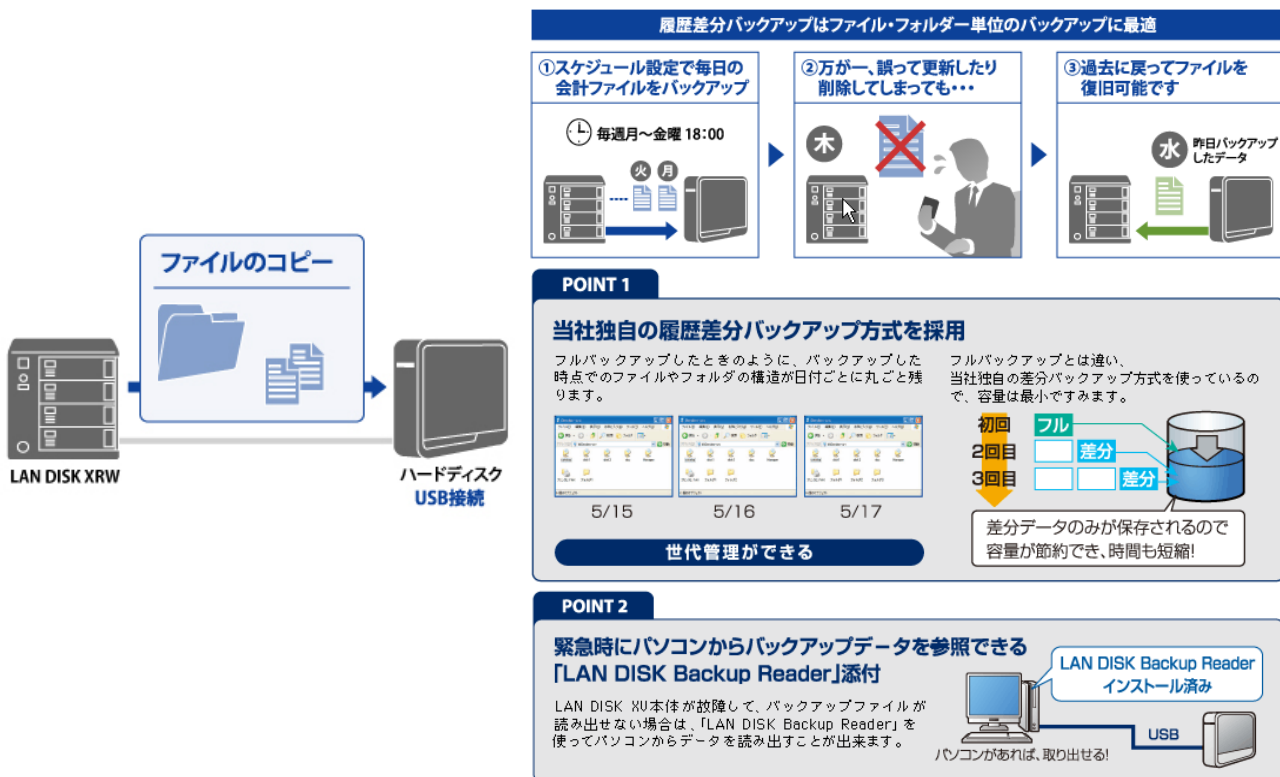 ファイルのコピー
LAN DISK XRW
ハードディスク
USB接続
履歴差分バックアップはファイル・フォルダー単位のバックアップに最適
①スケジュール設定で毎日の
会計ファイルをバックアップ
毎週月～金曜 18:00
火 月
②万が一、誤って更新したり
削除してしまっても・・・
木
③過去に戻ってファイルを
復旧可能です
水
昨日バックアップ
したデータ
POINT 1
当社独自の履歴差分バックアップ方式を採用
フルバックアップしたときのように、バックアップした
時点でのファイルやフォルダの構造が日付ごとに丸ごと残
ります。
5/15 5/16 5/17
世代管理ができる
フルバックアップとは違い、
当社独自の差分バックアップ方式を使っているの
で、容量は最小ですみます。
初回 フル
2回目 差分
3回目 差分
差分データのみが保存されるので
容量が節約でき、時間も短縮!
POINT 2
緊急時にパソコンからバックアップデータを参照できる
「LAN DISK Backup Reader」添付
LAN DISK XU本体が故障して、バックアップファイルが
読み出せない場合は、「LAN DISK Backup Reader」を
使ってパソコンからデータを読み出すことが出来ます。
LAN DISK Backup Reader
インストール済み
USB
パソコンがあれば、取り出せる!